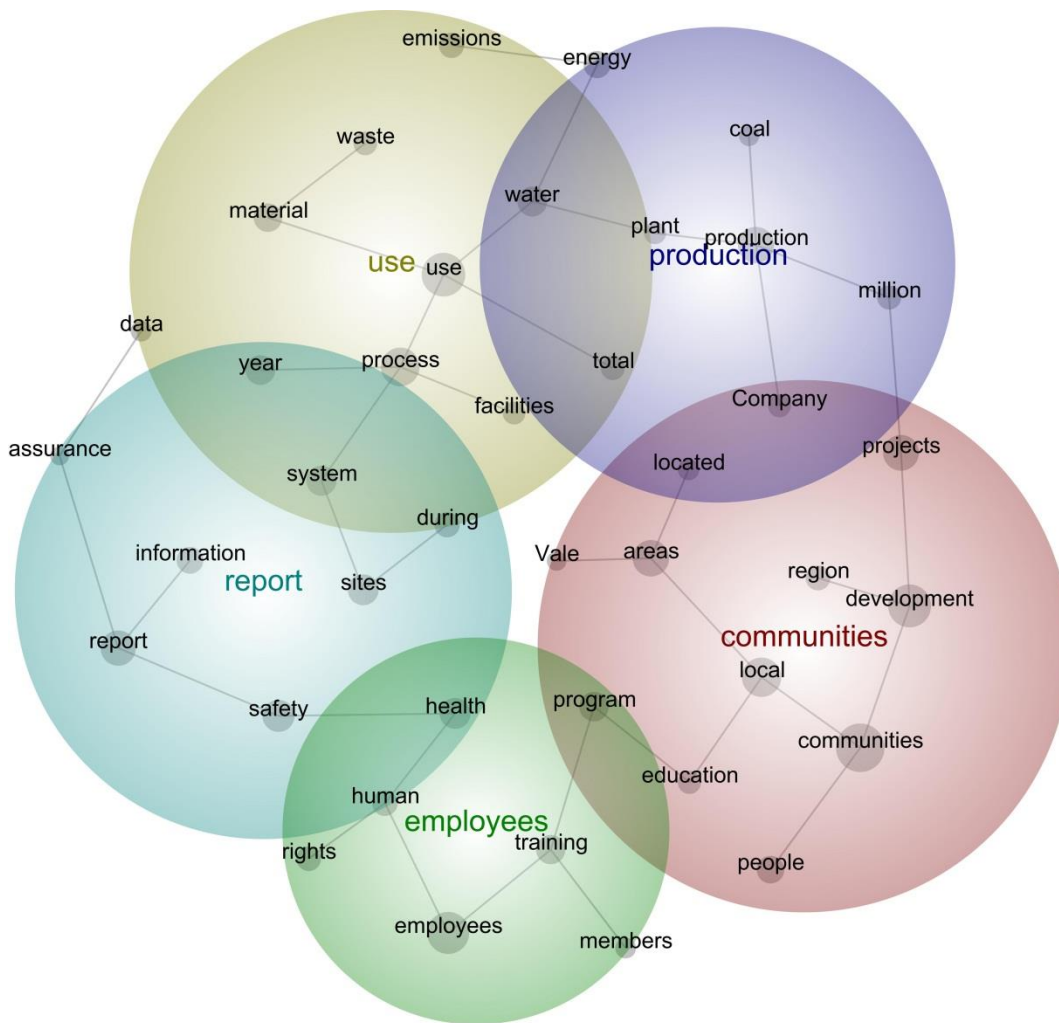 emissions
energy
coal
waste
water
material
plant
production
production
use
use
million
data
year
process
total
facilities
Company
assurance
located
projects
system
during
information
Vale
areas
region
report
sites
development
report
communities
local
safety
health
program
communities
education
human
employees
training
rights
people
employees
members